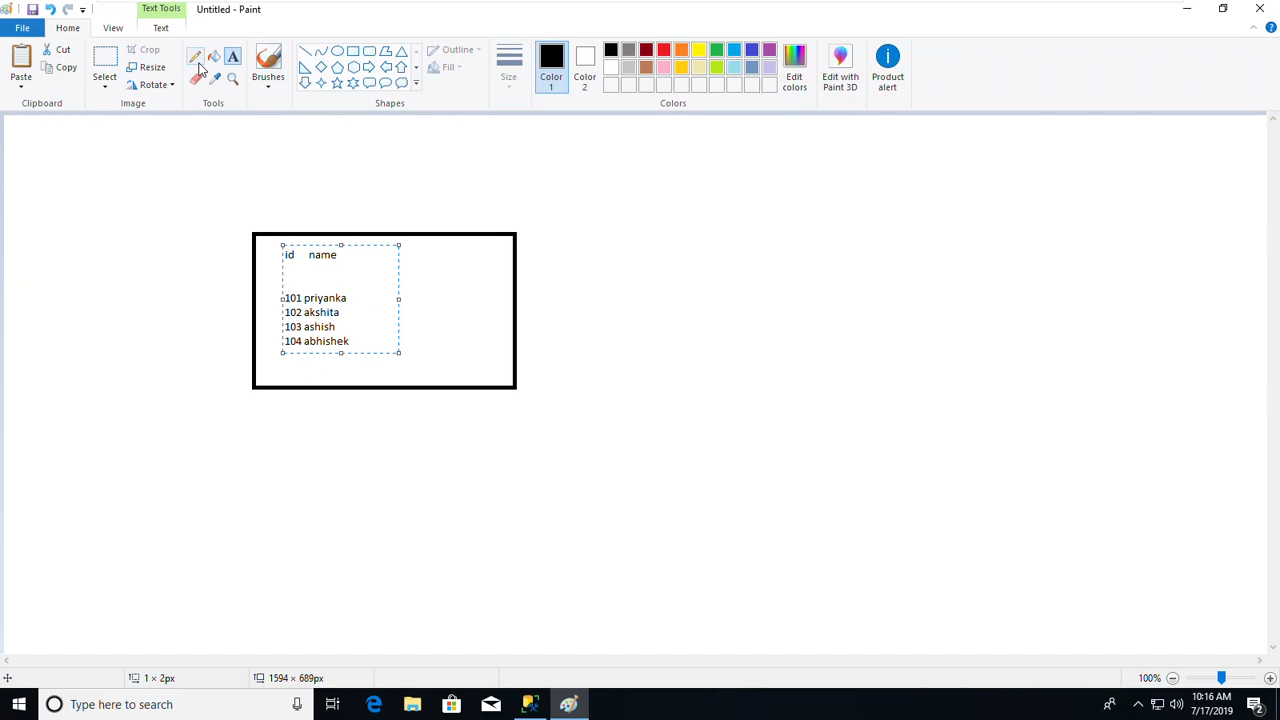 Text Tools
Untitled - Paint
File
Home
View
Text
Paste
Cut
Copy
Clipboard
Select
Crop
Resize
Rotate
Image
Tools
Brushes
Shapes
Outline
Fill
Size
Color
1
Color
2
Colors
Edit
colors
Edit with
Paint 3D
Product
alert
id name
101 priyanka
102 akshita
103 ashish
104 abhishek
1 × 2px
1594 × 689px
100%
Type here to search
10:16 AM
7/17/2019
2